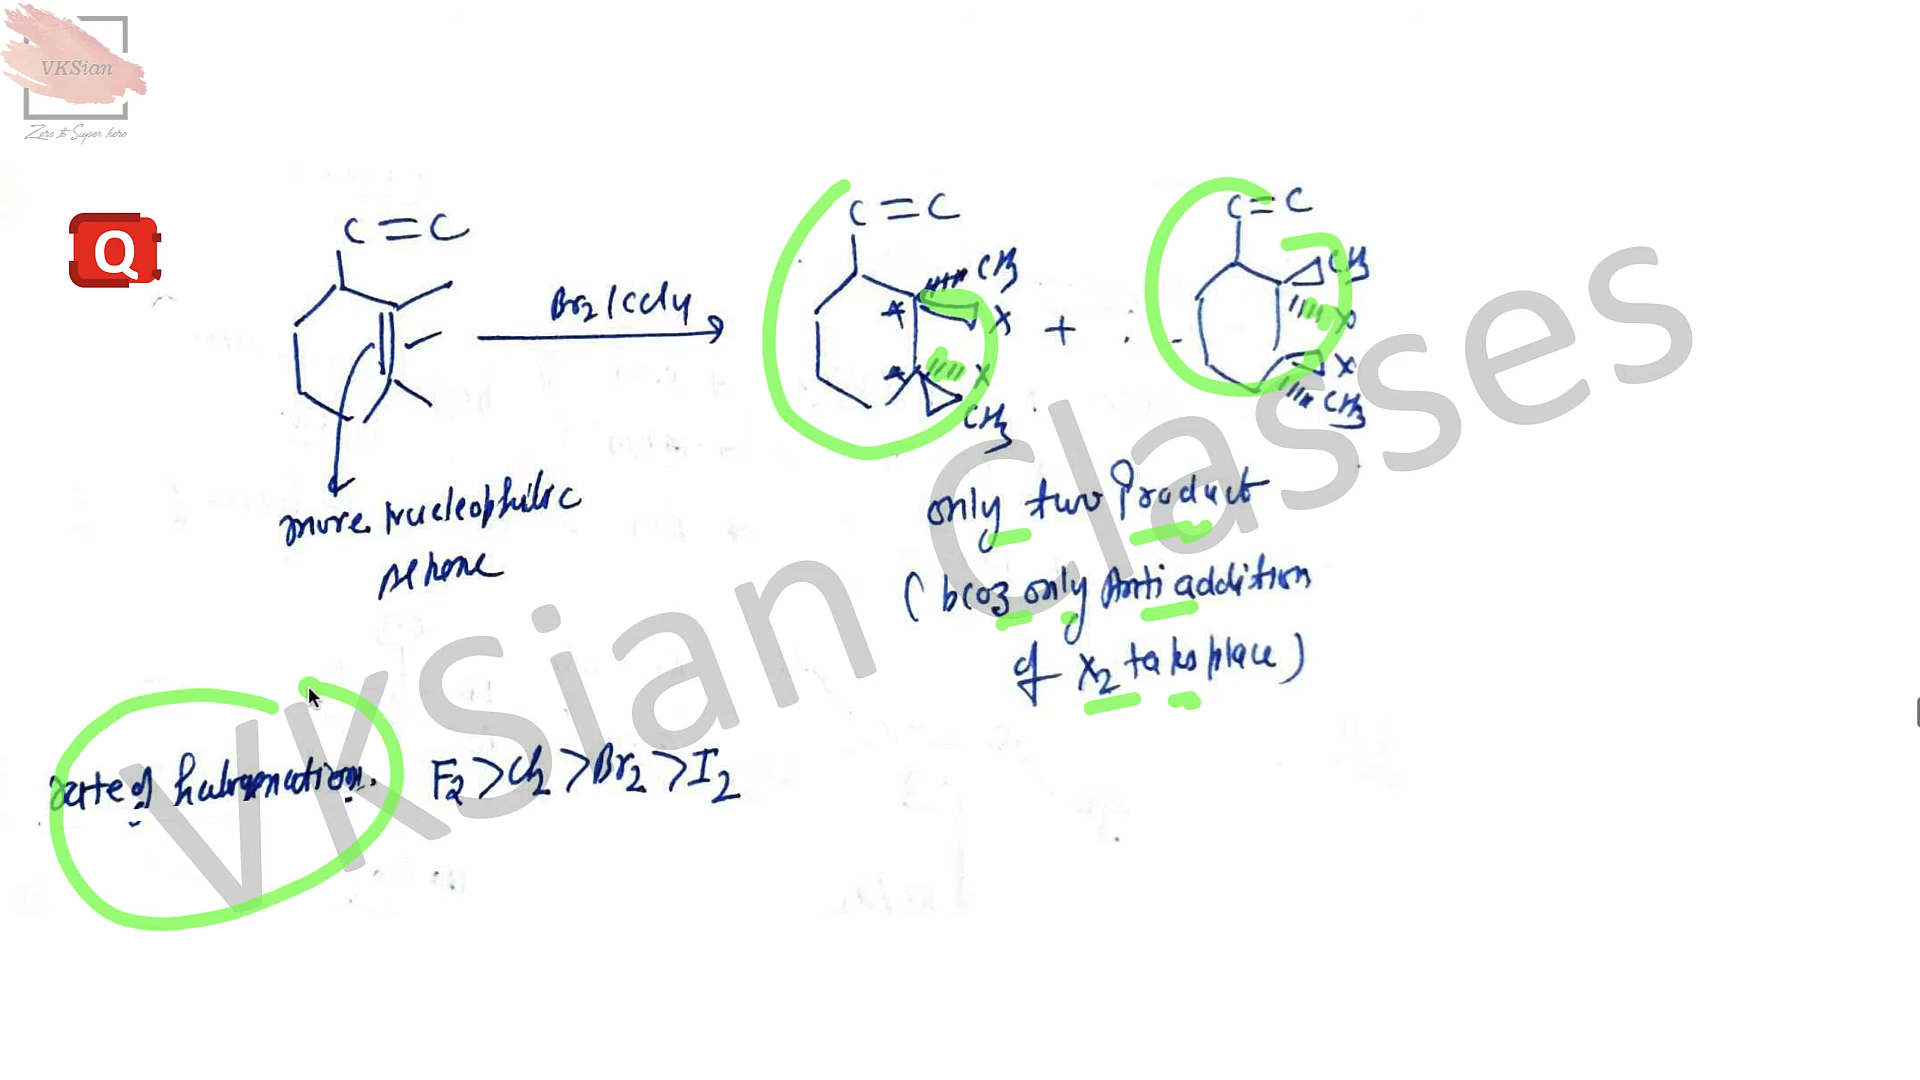 VKSian
Zero to Super hero
Q
C=C
Br2/CCl4
C=C
CH3
X
X
CH3
+
C=C
CH3
X
X
CH3
more Nucleophilic
Alkene
only two Product
(bcoz only Anti addition
of X2 takes place)
rate of halogenation. F2>Cl2>Br2>I2
VKSian Classes